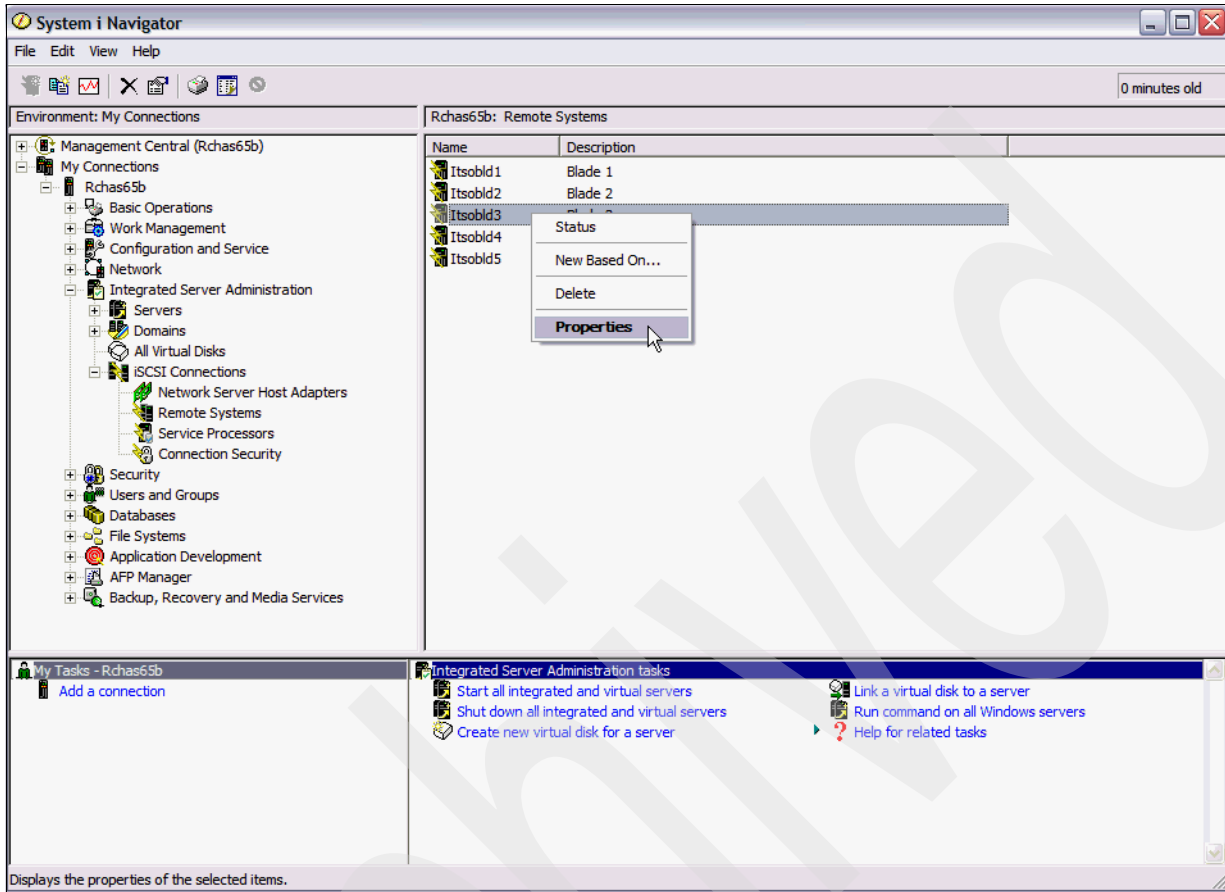 System i Navigator
File Edit View Help
0 minutes old
Environment: My Connections
Rchas65b: Remote Systems
Management Central (Rchas65b)
My Connections
Rchas65b
Basic Operations
Work Management
Configuration and Service
Network
Integrated Server Administration
Servers
Domains
All Virtual Disks
iSCSI Connections
Network Server Host Adapters
Remote Systems
Service Processors
Connection Security
Security
Users and Groups
Databases
File Systems
Application Development
AFP Manager
Backup, Recovery and Media Services
Name Description
Itsobld1 Blade 1
Itsobld2 Blade 2
Itsobld3
Itsobld4
Itsobld5
Status
New Based On...
Delete
Properties
My Tasks - Rchas65b
Add a connection
Integrated Server Administration tasks
Start all integrated and virtual servers
Shut down all integrated and virtual servers
Create new virtual disk for a server
Link a virtual disk to a server
Run command on all Windows servers
Help for related tasks
Displays the properties of the selected items.